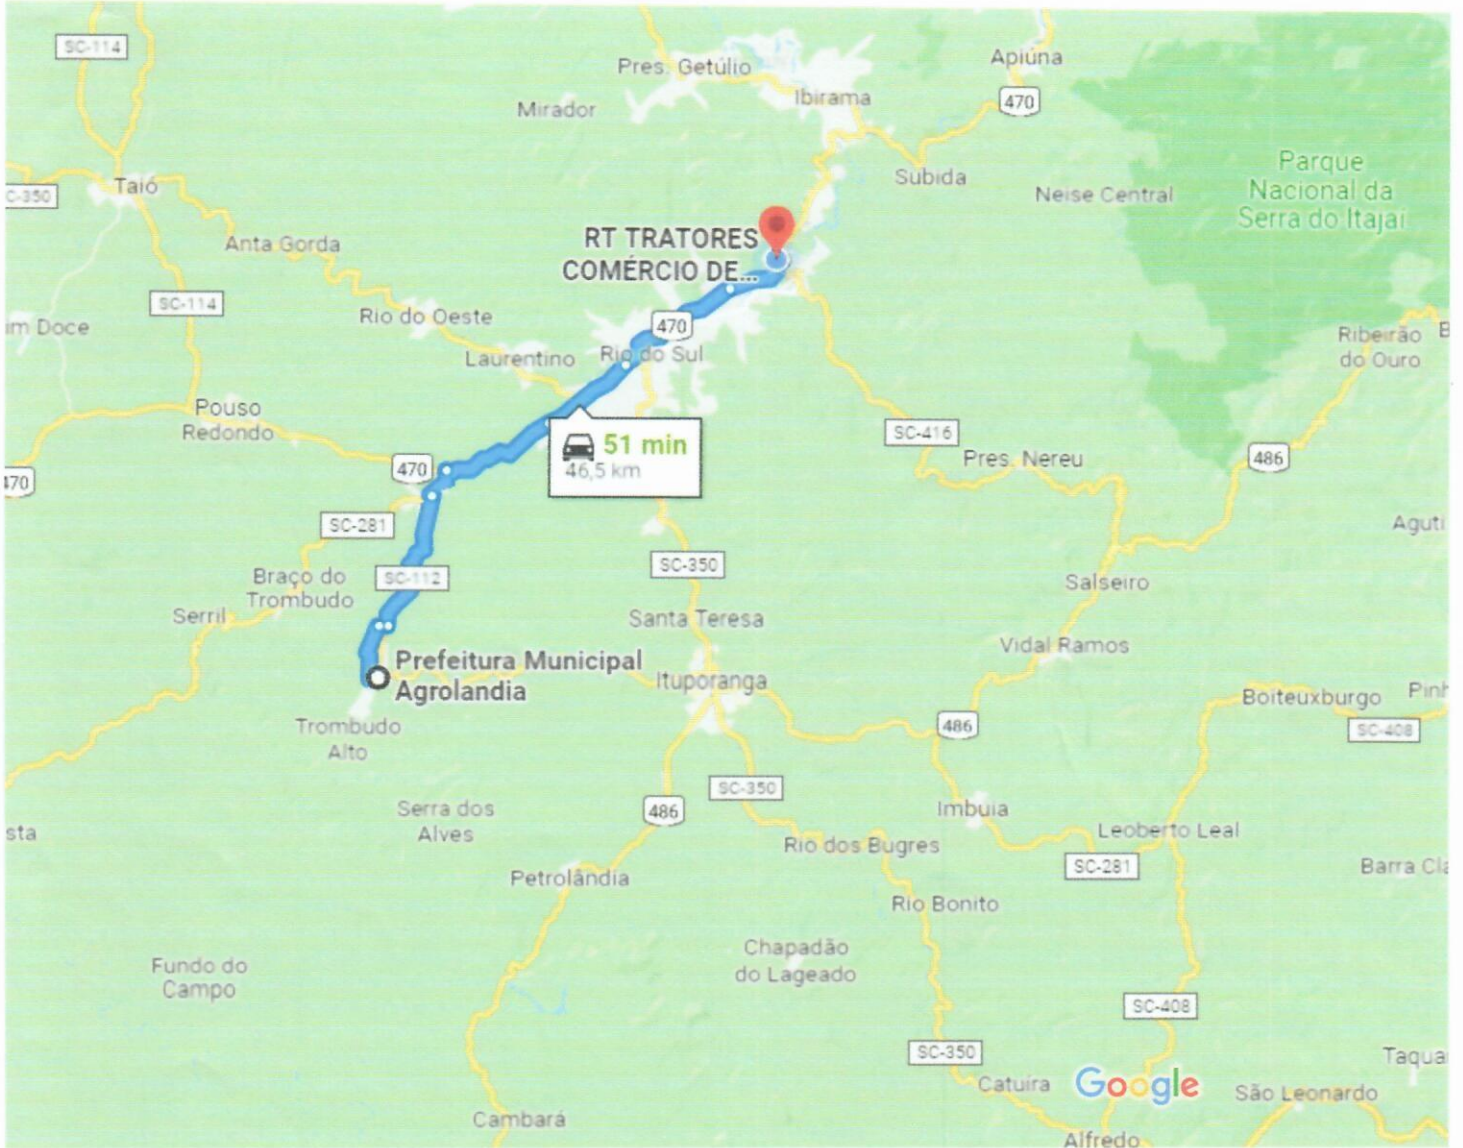 SC-114
Pres. Getúlio
Apiúna
Mirador
Ibirama
470
Taió
Subida
Parque
Nacional da
Serra do Itajaí
C-350
Neise Central
Anta Gorda
RT TRATORES
COMÉRCIO DE...
SC-114
Rio do Oeste
470
im Doce
Laurentino
Rio do Sul
Ribeirão
do Ouro
Pouso
Redondo
51 min
46,5 km
SC-416
470
470
Pres. Nereu
486
SC-281
Aguti
Braço do
Trombudo
SC-112
SC-350
Salseiro
Serril
Santa Teresa
Vidal Ramos
Prefeitura Municipal
Agrolandia
Ituporanga
Boiteuxburgo
Pinh
Trombudo
Alto
486
SC-408
SC-350
Serra dos
Alves
486
Imbuia
sta
Leoberto Leal
Rio dos Bugres
SC-281
Barra Cla
Petrolândia
Rio Bonito
Chapadão
do Lageado
Fundo do
Campo
SC-408
SC-350
Taqua
Catuíra
Google
São Leonardo
Cambará
Alfredo